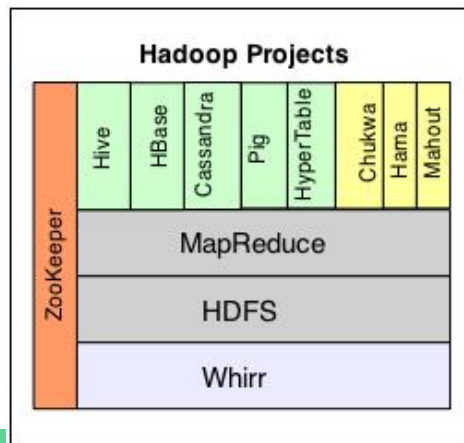 Hadoop Projects
ZooKeeper
Hive
HBase
Cassandra
Pig
HyperTable
Chukwa
Hama
Mahout
MapReduce
HDFS
Whirr